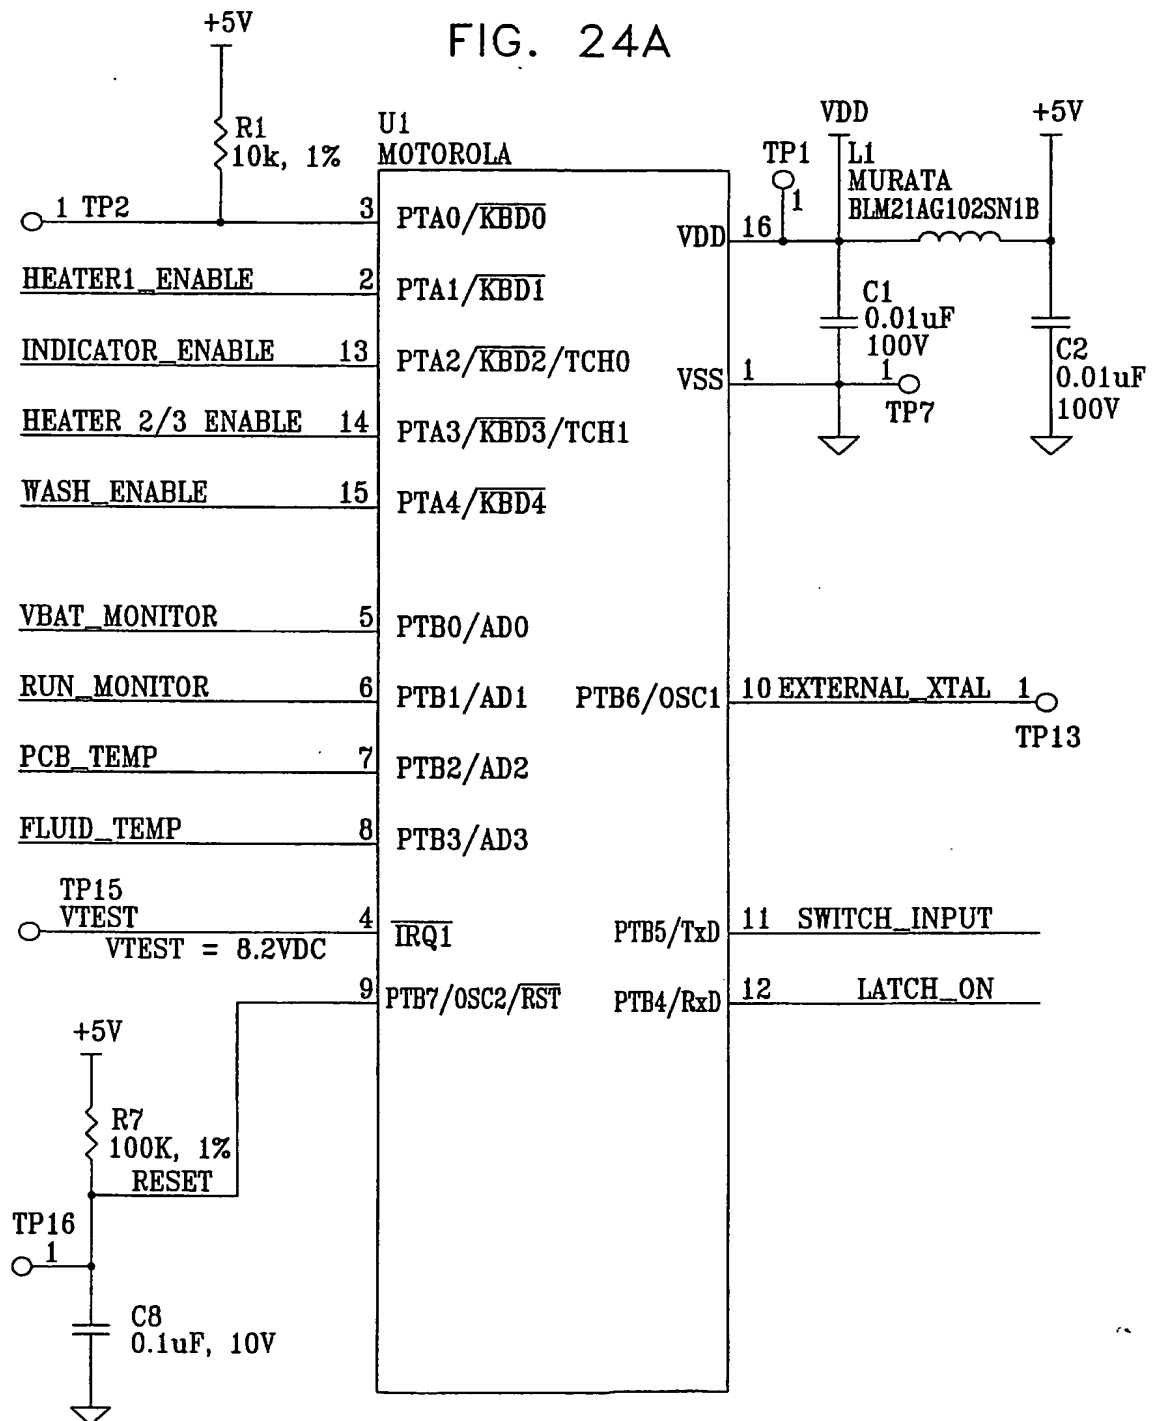 FIG. 24A
+5V
R1
10k, 1%
U1
MOTOROLA
1 TP2
3
PTA0/KBD0
HEATER1_ENABLE
2
PTA1/KBD1
INDICATOR_ENABLE
13
PTA2/KBD2/TCH0
HEATER 2/3 ENABLE
14
PTA3/KBD3/TCH1
WASH_ENABLE
15
PTA4/KBD4
VBAT_MONITOR
5
PTB0/AD0
RUN_MONITOR
6
PTB1/AD1
PCB_TEMP
7
PTB2/AD2
FLUID_TEMP
8
PTB3/AD3
TP15
VTEST
4
IRQ1
VTEST = 8.2VDC
9
PTB7/OSC2/RST
+5V
R7
100K, 1%
RESET
TP16
1
C8
0.1uF, 10V
VDD
+5V
TP1
1
L1
MURATA
BLM21AG102SN1B
VDD
16
C1
0.01uF
100V
C2
0.01uF
100V
VSS
1
1
TP7
PTB6/OSC1
10 EXTERNAL_XTAL
1
TP13
PTB5/TxD
11
SWITCH_INPUT
PTB4/RxD
12
LATCH_ON